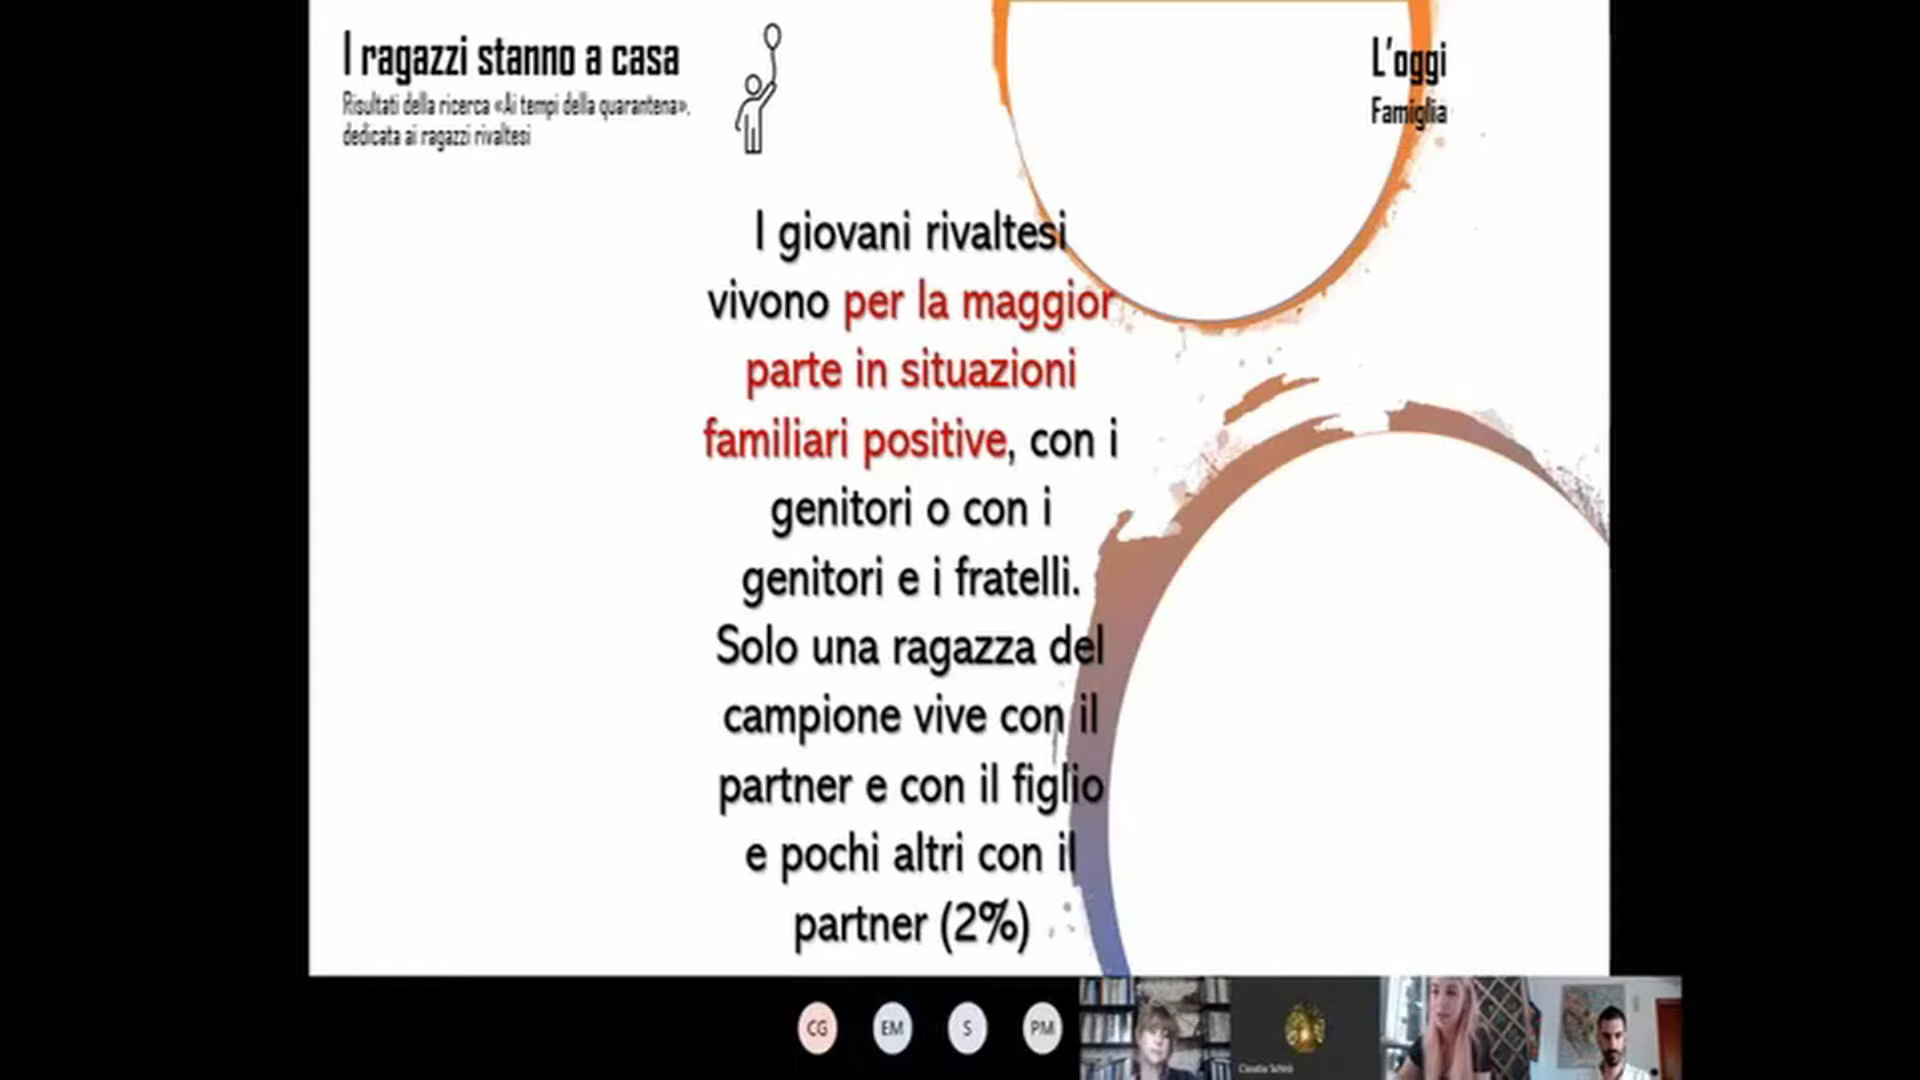 I ragazzi stanno a casa
Risultati della ricerca «Ai tempi della quarantena»,
dedicata ai ragazzi rivaltesi
L'oggi
Famiglia
I giovani rivaltesi
vivono per la maggior
parte in situazioni
familiari positive, con i
genitori o con i
genitori e i fratelli.
Solo una ragazza del
campione vive con il
partner e con il figlio
e pochi altri con il
partner (2%)
CG
EM
S
PM